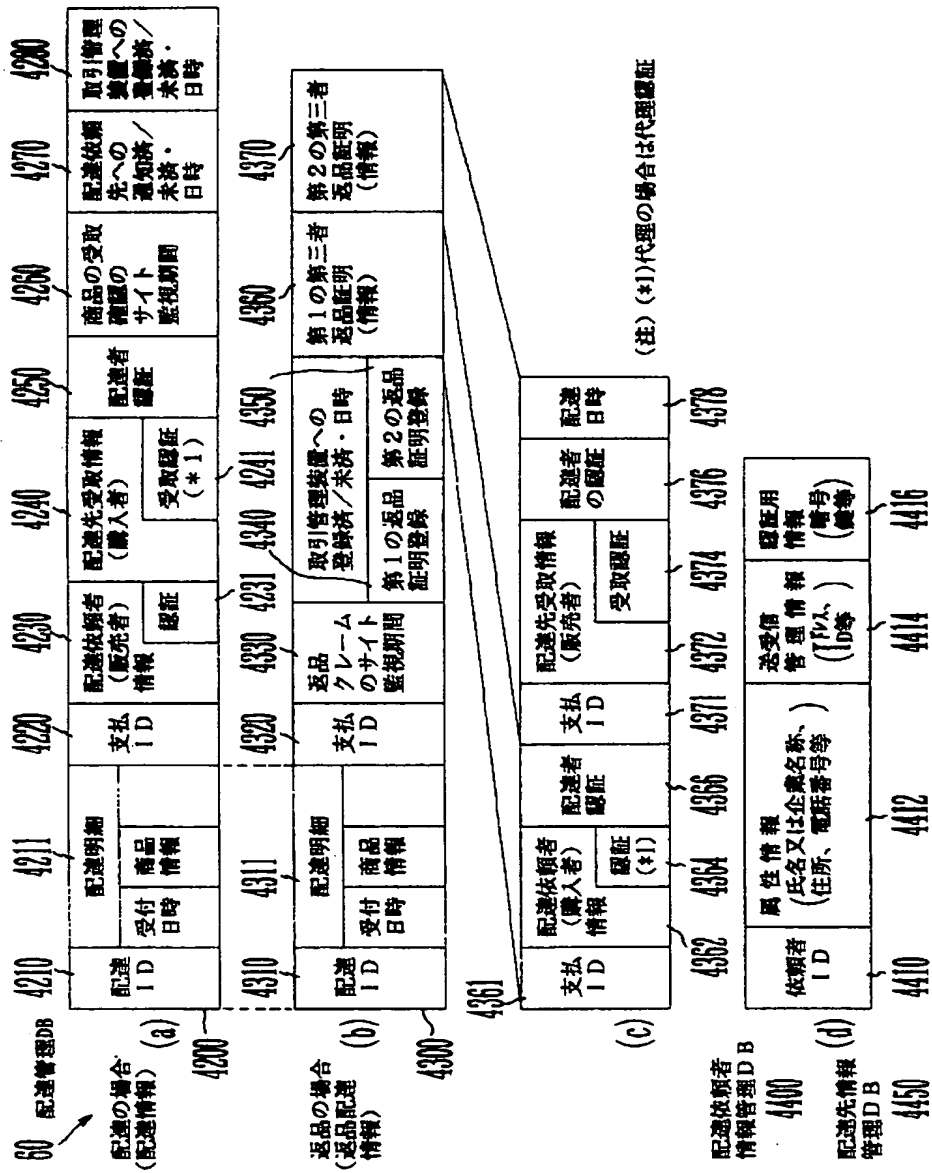 60
配達管理DB
配達の場合
(配達情報)
(a)
4200
4210
4211
4220
4230
4231
4240
4241
4250
4260
4270
4280
配達
ID
配達明細
受付
日時
商品
情報
支払
ID
配達依頼者
(販売者)
情報
認証
配達先受取情報
(購入者)
受取認証
(*1)
配達者
認証
商品の受取
確認の
サイト
監視期間
配達依頼
先への
通知済/
未済・
日時
取引管理
装置への
登録済/
未済・
日時
返品の場合
(返品配達
情報)
(b)
4300
4310
4311
4320
4330
4340
4350
4360
4370
配達
ID
配達明細
受付
日時
商品
情報
支払
ID
返品
クレーム
のサイト
監視期間
取引管理装置への
登録済/未済・日時
第1の返品
証明登録
第2の返品
証明登録
第1の第三者
返品証明
(情報)
第2の第三者
返品証明
(情報)
(c)
4361
支払
ID
配達依頼者
(購入者)
情報
認証
(*1)
配達者
認証
支払
ID
配達先受取情報
(販売者)
受取認証
配達者
の認証
配達
日時
4362
4364
4366
4371
4372
4374
4376
4378
(注) (*1)代理の場合は代理認証
配達依頼者
情報管理DB
4400
配達先情報
管理DB
4450
(d)
依頼者
ID
属性情報
(氏名又は企業名称、
住所、電話番号等)
送受信
管理情報
(アドレス、
ID等)
認証用
情報
(暗号
鍵等)
4410
4412
4414
4416